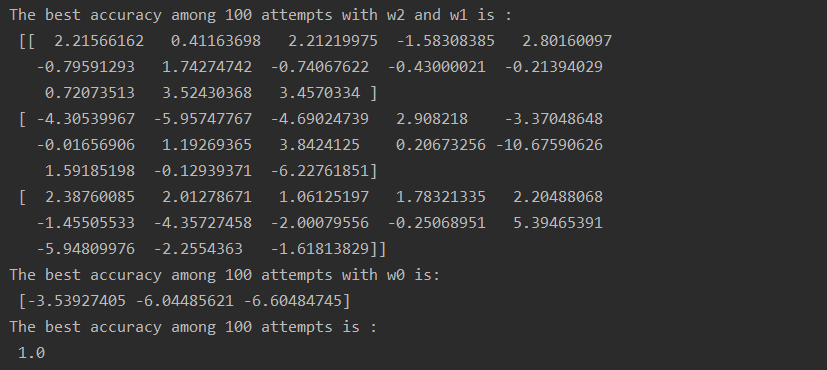 The best accuracy among 100 attempts with w2 and w1 is :
[[ 2.21566162 0.41163698 2.21219975 -1.58308385 2.80160097
-0.79591293 1.74274742 -0.74067622 -0.43000021 -0.21394029
0.72073513 3.52430368 3.4570334 ]
[ -4.30539967 -5.95747767 -4.69024739 2.908218 -3.37048648
-0.01656906 1.19269365 3.8424125 0.20673256 -10.67590626
1.59185198 -0.12939371 -6.22761851]
[ 2.38760085 2.01278671 1.06125197 1.78321335 2.20488068
-1.45505533 -4.35727458 -2.00079556 -0.25068951 5.39465391
-5.94809976 -2.2554363 -1.61813829]]
The best accuracy among 100 attempts with w0 is:
[-3.53927405 -6.04485621 -6.60484745]
The best accuracy among 100 attempts is :
1.0